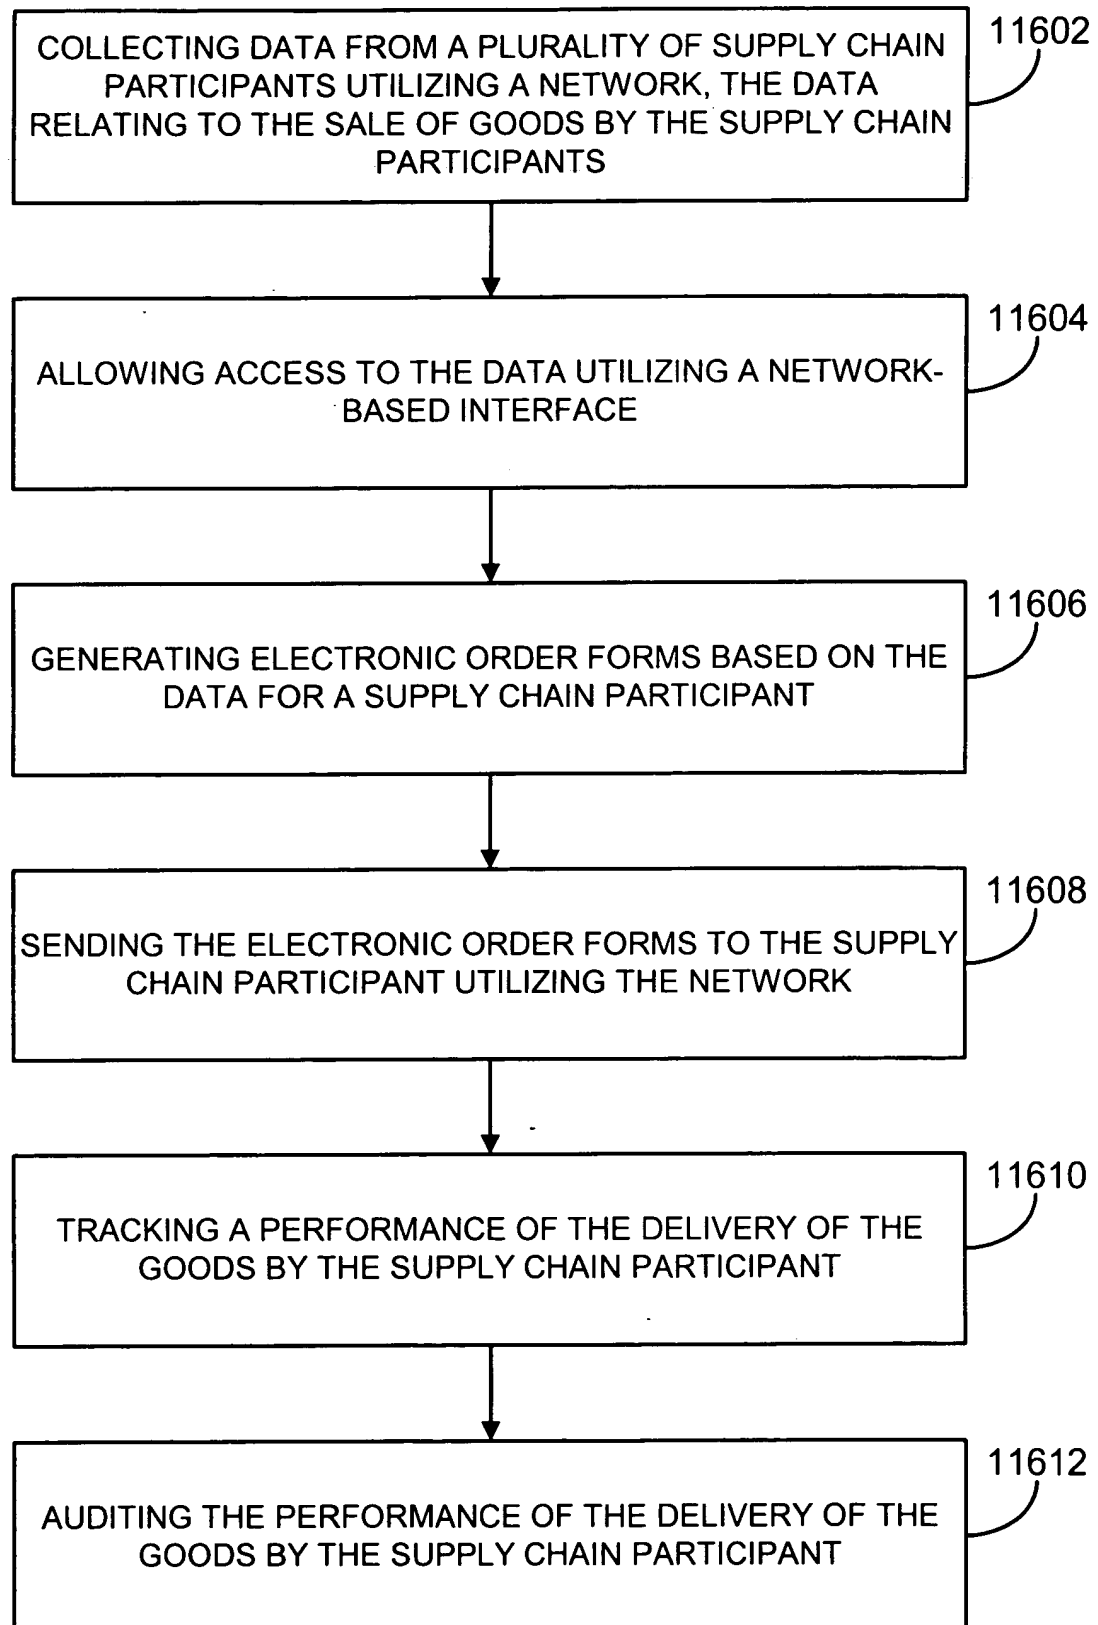 COLLECTING DATA FROM A PLURALITY OF SUPPLY CHAIN
PARTICIPANTS UTILIZING A NETWORK, THE DATA
RELATING TO THE SALE OF GOODS BY THE SUPPLY CHAIN
PARTICIPANTS
11602
ALLOWING ACCESS TO THE DATA UTILIZING A NETWORK-
BASED INTERFACE
11604
GENERATING ELECTRONIC ORDER FORMS BASED ON THE
DATA FOR A SUPPLY CHAIN PARTICIPANT
11606
SENDING THE ELECTRONIC ORDER FORMS TO THE SUPPLY
CHAIN PARTICIPANT UTILIZING THE NETWORK
11608
TRACKING A PERFORMANCE OF THE DELIVERY OF THE
GOODS BY THE SUPPLY CHAIN PARTICIPANT
11610
AUDITING THE PERFORMANCE OF THE DELIVERY OF THE
GOODS BY THE SUPPLY CHAIN PARTICIPANT
11612